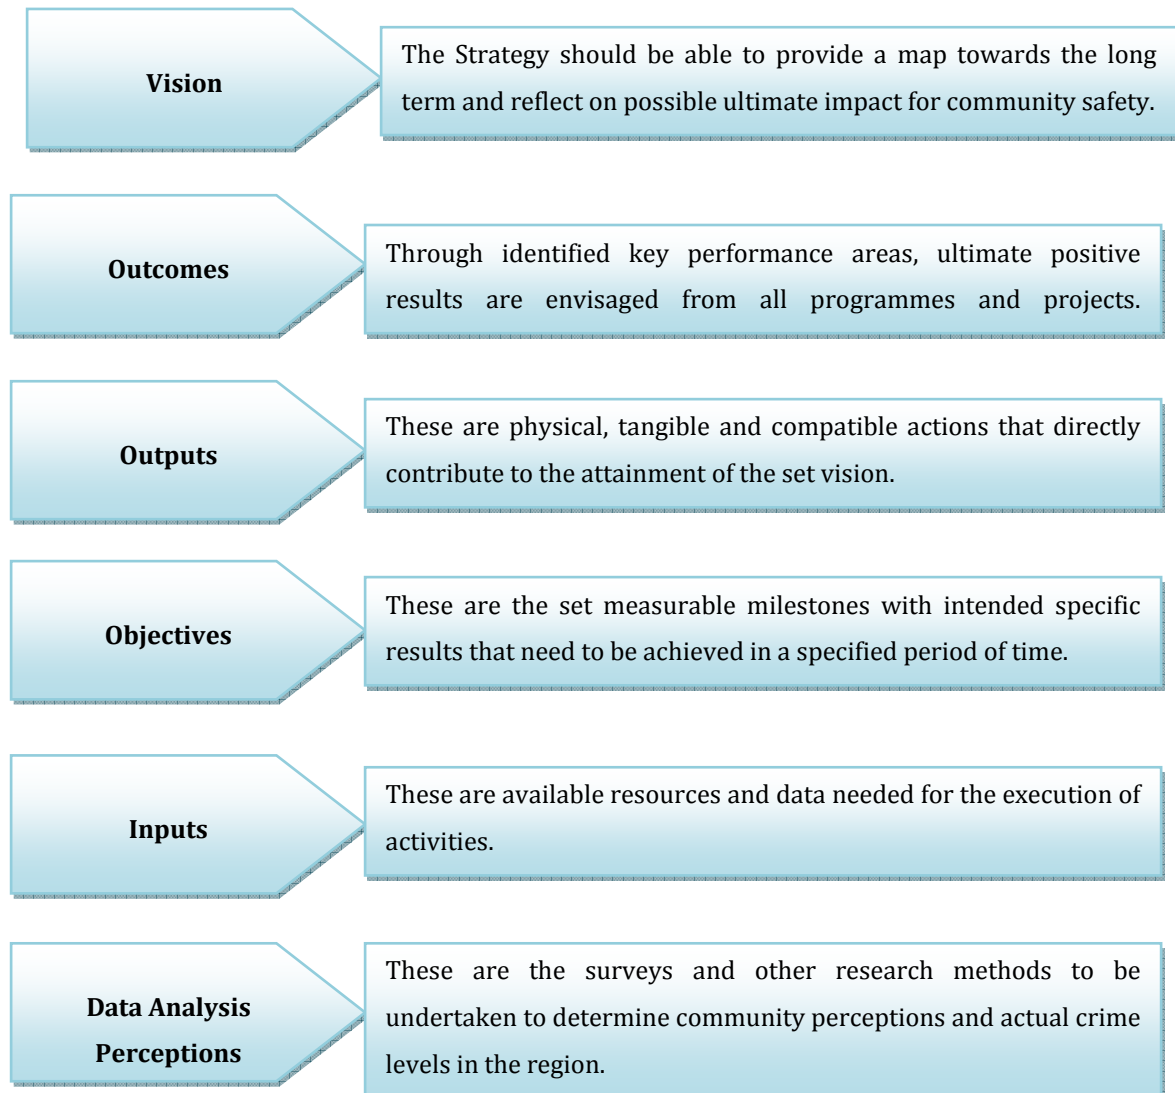 Vision
The Strategy should be able to provide a map towards the long
term and reflect on possible ultimate impact for community safety.
Outcomes
Through identified key performance areas, ultimate positive
results are envisaged from all programmes and projects.
Outputs
These are physical, tangible and compatible actions that directly
contribute to the attainment of the set vision.
Objectives
These are the set measurable milestones with intended specific
results that need to be achieved in a specified period of time.
Inputs
These are available resources and data needed for the execution of
activities.
Data Analysis
Perceptions
These are the surveys and other research methods to be
undertaken to determine community perceptions and actual crime
levels in the region.